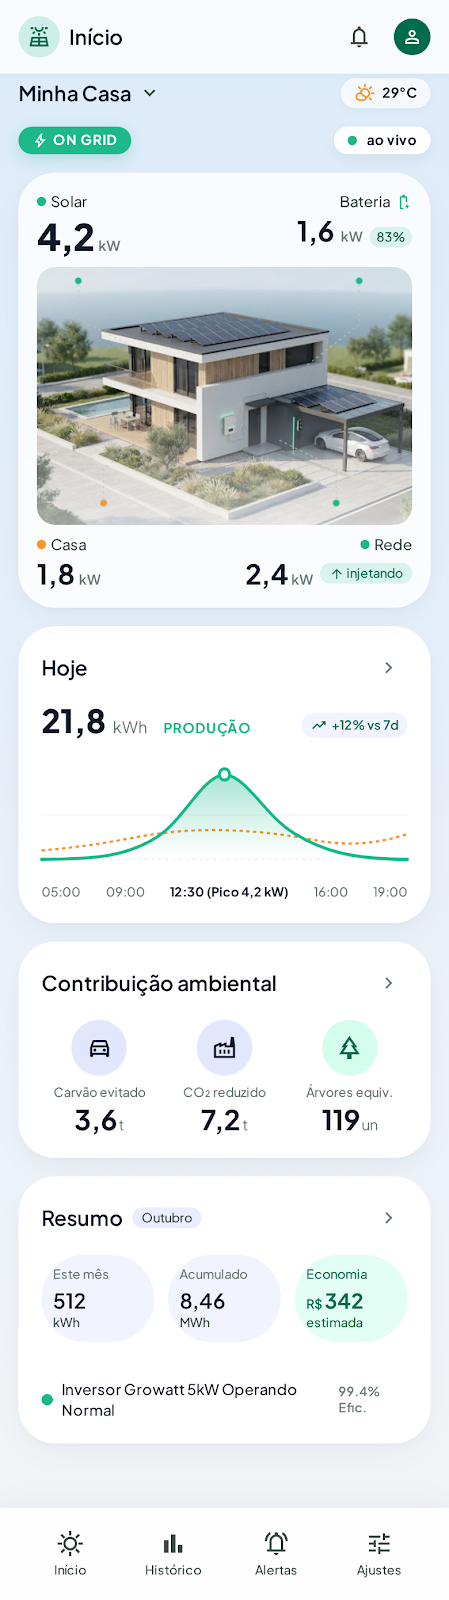 Início
Minha Casa
29°C
ON GRID
ao vivo
Solar
Bateria
4,2 kW
1,6 kW 83%
Casa
Rede
1,8 kW
2,4 kW injetando
Hoje
21,8 kWh PRODUÇÃO +12% vs 7d
05:00 09:00 12:30 (Pico 4,2 kW) 16:00 19:00
Contribuição ambiental
Carvão evitado
3,6 t
CO₂ reduzido
7,2 t
Árvores equiv.
119 un
Resumo Outubro
Este mês
512
kWh
Acumulado
8,46
MWh
Economia
R$ 342
estimada
Inversor Growatt 5kW Operando
Normal
99.4%
Efic.
Início
Histórico
Alertas
Ajustes